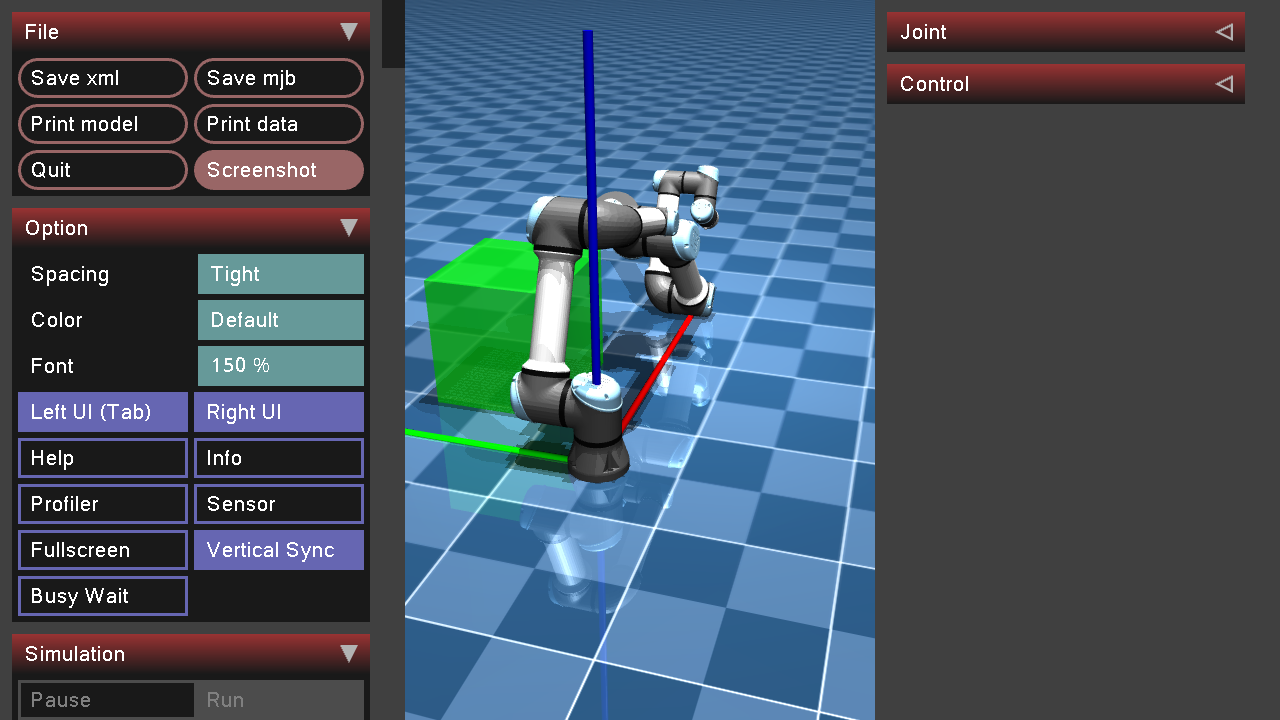 File
Save xml
Save mjb
Print model
Print data
Quit
Screenshot
Option
Spacing
Tight
Color
Default
Font
150 %
Left UI (Tab)
Right UI
Help
Info
Profiler
Sensor
Fullscreen
Vertical Sync
Busy Wait
Simulation
Pause
Run
Joint
Control